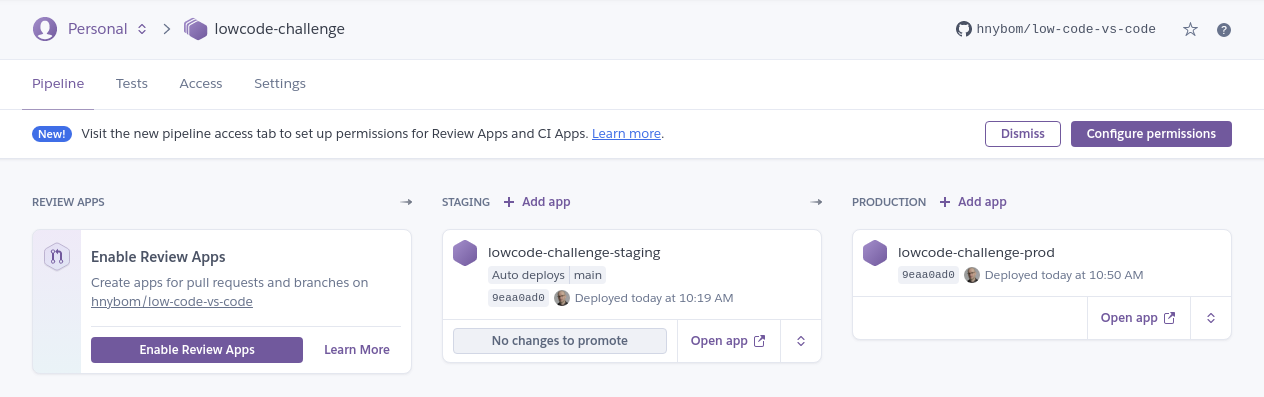 Personal
lowcode-challenge
hnybom/low-code-vs-code
?
Pipeline
Tests
Access
Settings
New!
Visit the new pipeline access tab to set up permissions for Review Apps and CI Apps. Learn more.
Dismiss
Configure permissions
REVIEW APPS
Enable Review Apps
Create apps for pull requests and branches on
hnybom/low-code-vs-code
Enable Review Apps
Learn More
STAGING
Add app
lowcode-challenge-staging
Auto deploys main
9eaa0ad0 Deployed today at 10:19 AM
No changes to promote
Open app
PRODUCTION
Add app
lowcode-challenge-prod
9eaa0ad0 Deployed today at 10:50 AM
Open app